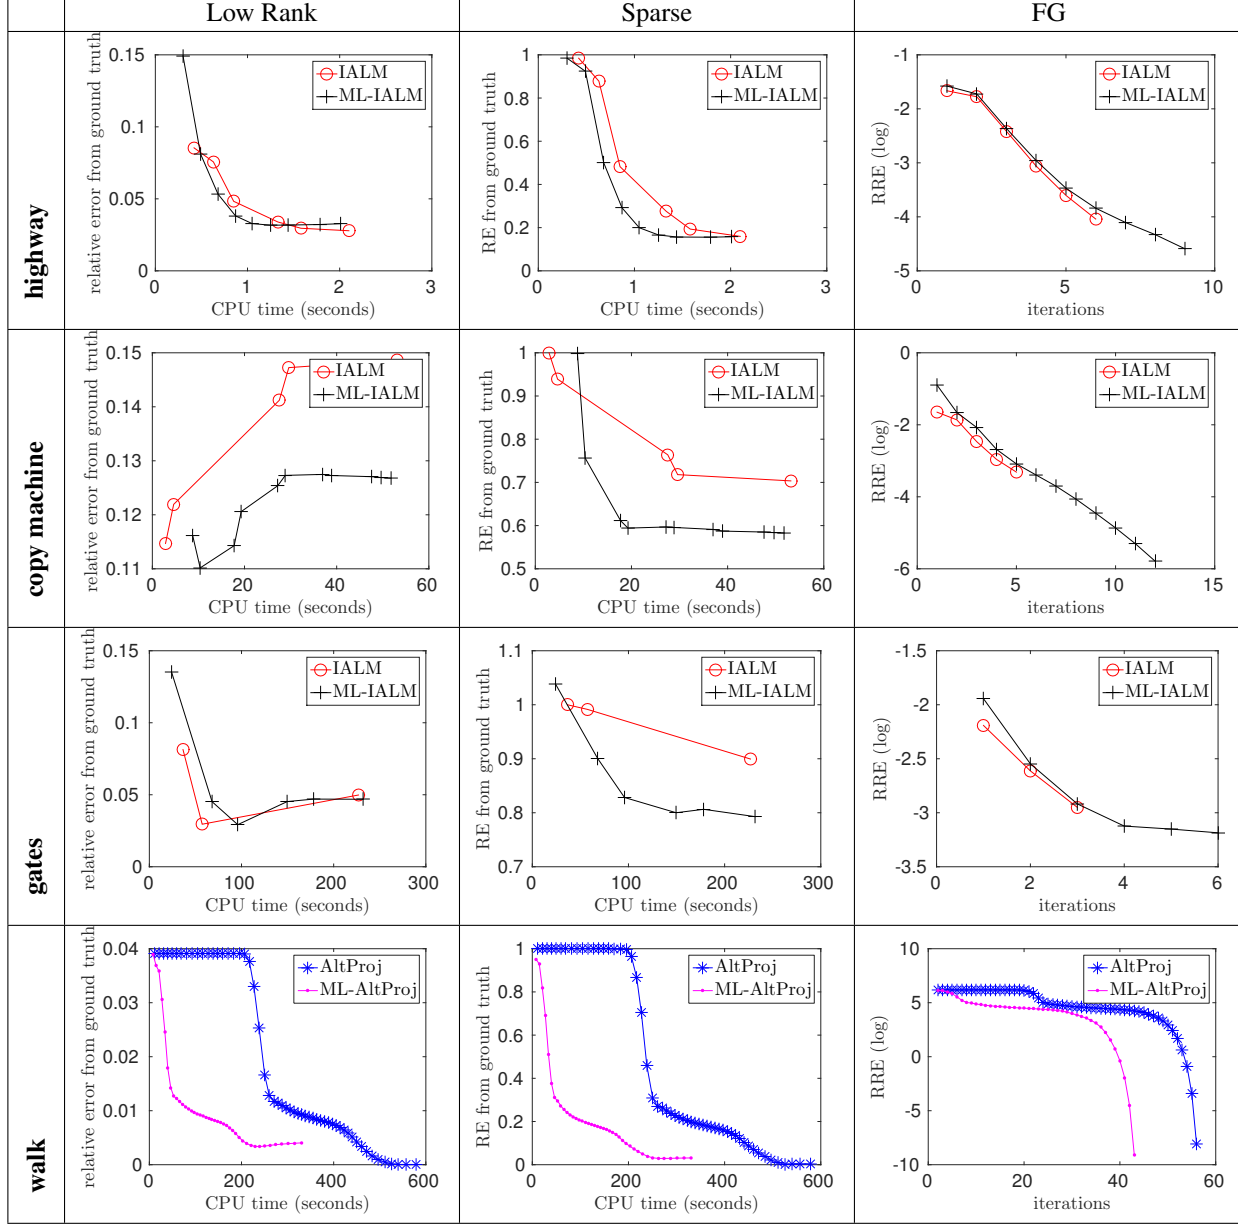 Low Rank
Sparse
FG
highway
relative error from ground truth
0.15
0.1
0.05
0
0
1
2
3
CPU time (seconds)
IALM
ML-IALM
RE from ground truth
1
0.8
0.6
0.4
0.2
0
0
1
2
3
CPU time (seconds)
IALM
ML-IALM
RRE (log)
-1
-2
-3
-4
-5
0
5
10
iterations
IALM
ML-IALM
copy machine
relative error from ground truth
0.15
0.14
0.13
0.12
0.11
0
20
40
60
CPU time (seconds)
IALM
ML-IALM
RE from ground truth
1
0.9
0.8
0.7
0.6
0.5
0
20
40
60
CPU time (seconds)
IALM
ML-IALM
RRE (log)
0
-2
-4
-6
0
5
10
15
iterations
IALM
ML-IALM
gates
relative error from ground truth
0.15
0.1
0.05
0
0
100
200
300
CPU time (seconds)
IALM
ML-IALM
RE from ground truth
1.1
1
0.9
0.8
0.7
0
100
200
300
CPU time (seconds)
IALM
ML-IALM
RRE (log)
-1.5
-2
-2.5
-3
-3.5
0
2
4
6
iterations
IALM
ML-IALM
walk
relative error from ground truth
0.04
0.03
0.02
0.01
0
0
200
400
600
CPU time (seconds)
AltProj
ML-AltProj
RE from ground truth
1
0.8
0.6
0.4
0.2
0
0
200
400
600
CPU time (seconds)
AltProj
ML-AltProj
RRE (log)
10
5
0
-5
-10
0
20
40
60
iterations
AltProj
ML-AltProj